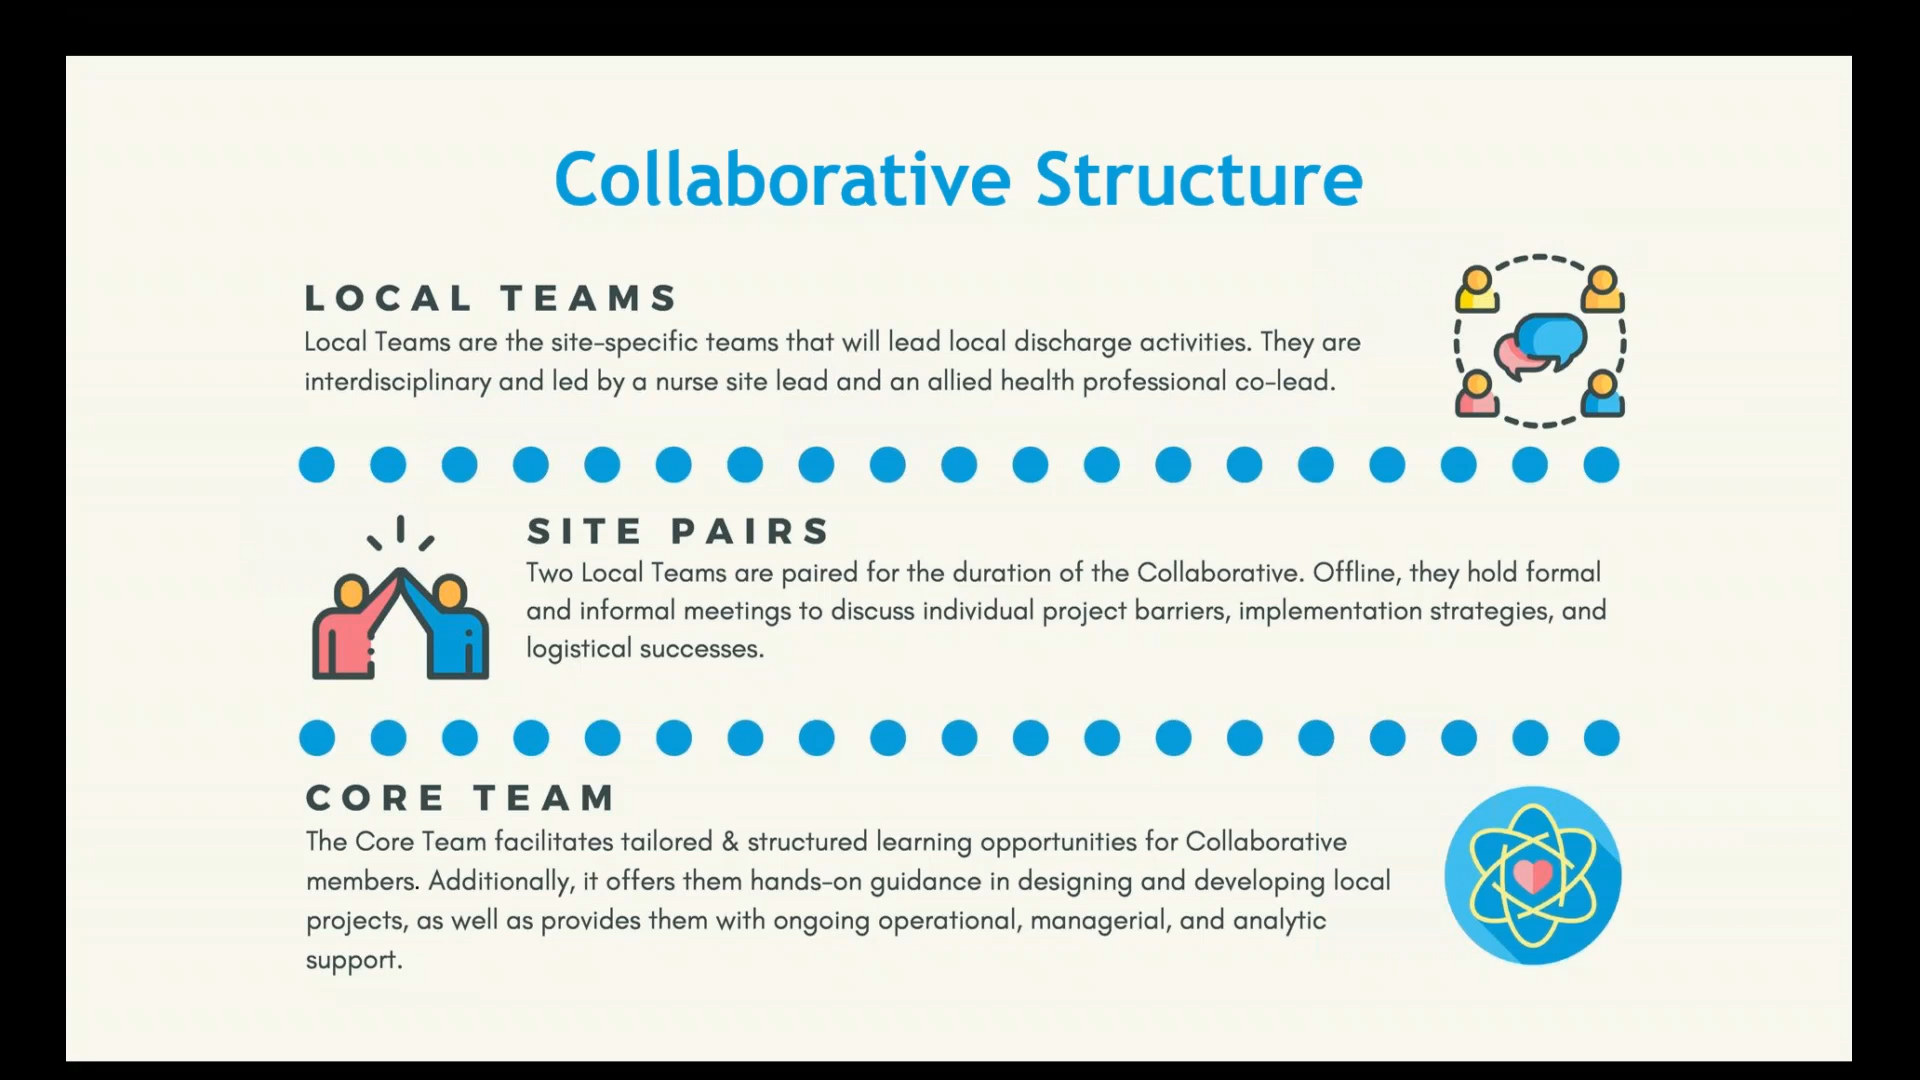 Collaborative Structure
LOCAL TEAMS
Local Teams are the site-specific teams that will lead local discharge activities. They are
interdisciplinary and led by a nurse site lead and an allied health professional co-lead.
SITE PAIRS
Two Local Teams are paired for the duration of the Collaborative. Offline, they hold formal
and informal meetings to discuss individual project barriers, implementation strategies, and
logistical successes.
CORE TEAM
The Core Team facilitates tailored & structured learning opportunities for Collaborative
members. Additionally, it offers them hands-on guidance in designing and developing local
projects, as well as provides them with ongoing operational, managerial, and analytic
support.